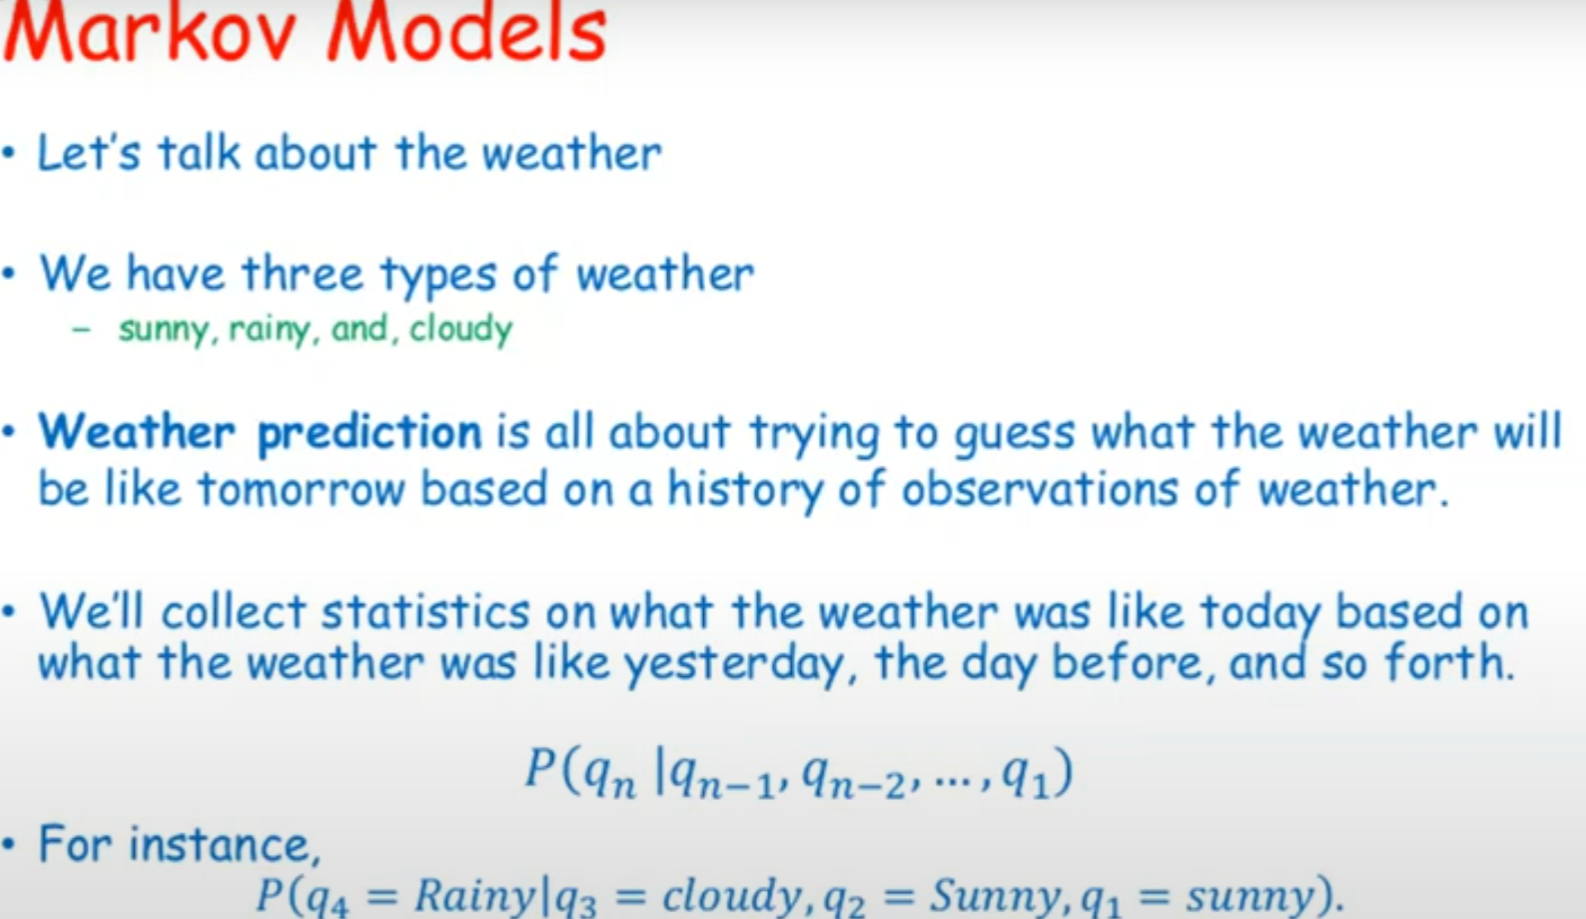 Markov Models
• Let's talk about the weather
• We have three types of weather
– sunny, rainy, and, cloudy
• Weather prediction is all about trying to guess what the weather will
be like tomorrow based on a history of observations of weather.
• We'll collect statistics on what the weather was like today based on
what the weather was like yesterday, the day before, and so forth.
P(qₙ |qₙ₋₁, qₙ₋₂, ..., q₁)
• For instance,
P(q₄ = Rainy|q₃ = cloudy, q₂ = Sunny, q₁ = sunny).